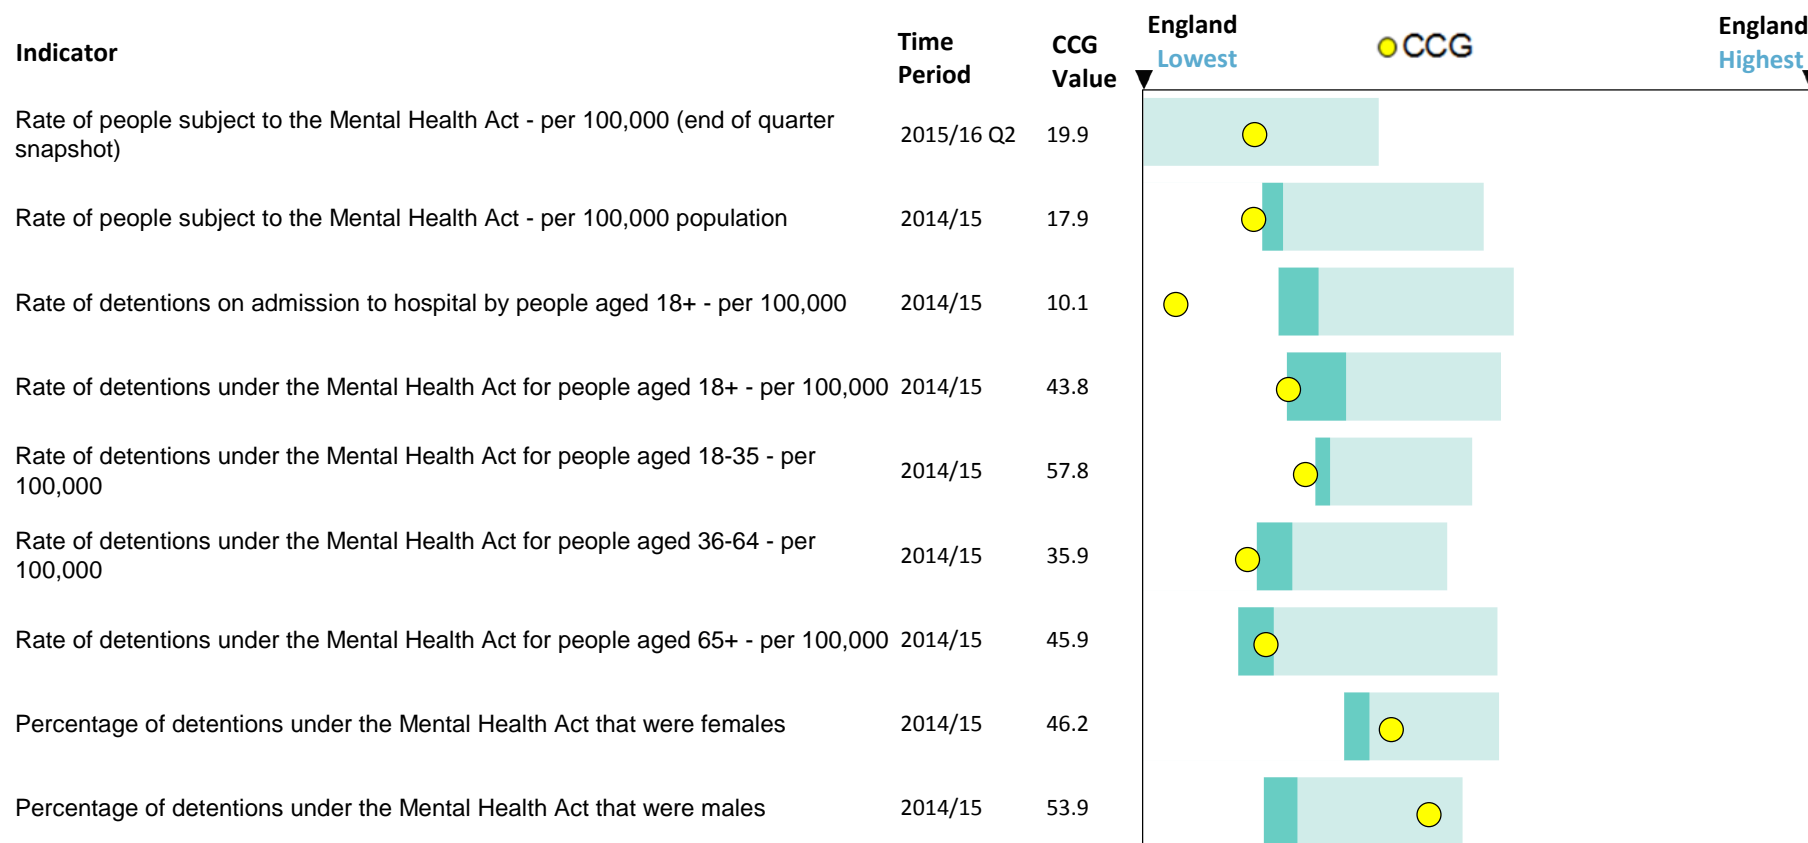 Indicator
Time Period
CCG Value
England Lowest
CCG
England Highest
Rate of people subject to the Mental Health Act - per 100,000 (end of quarter
snapshot)
2015/16 Q2 19.9
Rate of people subject to the Mental Health Act - per 100,000 population 2014/15 17.9
Rate of detentions on admission to hospital by people aged 18+ - per 100,000 2014/15 10.1
Rate of detentions under the Mental Health Act for people aged 18+ - per 100,000 2014/15 43.8
Rate of detentions under the Mental Health Act for people aged 18-35 - per
100,000
2014/15 57.8
Rate of detentions under the Mental Health Act for people aged 36-64 - per
100,000
2014/15 35.9
Rate of detentions under the Mental Health Act for people aged 65+ - per 100,000 2014/15 45.9
Percentage of detentions under the Mental Health Act that were females 2014/15 46.2
Percentage of detentions under the Mental Health Act that were males 2014/15 53.9